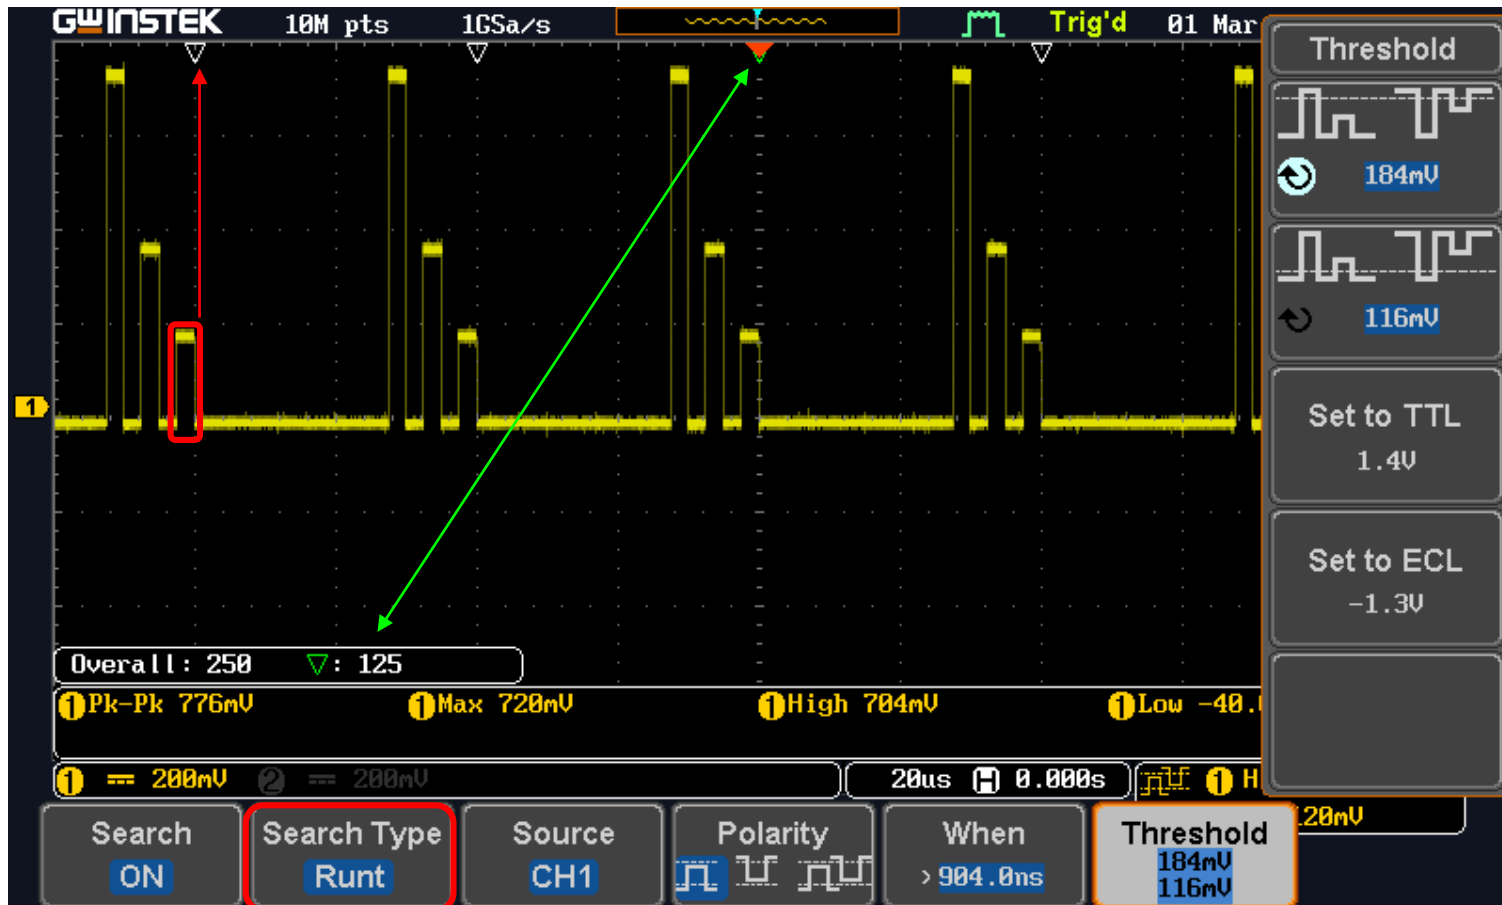 GWINSTEK 10M pts 1GSa/s Trig'd 01 Mar
Threshold
184mV
116mV
1
Set to TTL
1.4V
Set to ECL
-1.3V
Overall: 250 ▽: 125
1 Pk-Pk 776mV 1 Max 720mV 1 High 704mV 1 Low -40.
1 200mV 2 200mV 20us H 0.000s 1 H
20mV
Search Search Type Source Polarity When Threshold
ON Runt CH1 >904.0ns 184mV
116mV